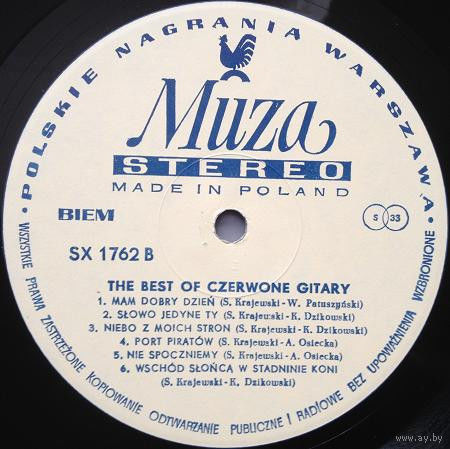 • POLSKIE NAGRANIA WARSZAWA •
Muza
STEREO
MADE IN POLAND
BIEM
S 33
SX 1762 B
THE BEST OF CZERWONE GITARY
1. MAM DOBRY DZIEŃ (S. Krajewski-W. Patuszyński)
2. SŁOWO JEDYNE TY (S. Krajewski-K. Dzikowski)
3. NIEBO Z MOICH STRON (S. Krajewski-K. Dzikowski)
4. PORT PIRATÓW (S. Krajewski-A. Osiecka)
5. NIE SPOCZNIEMY (S. Krajewski-A. Osiecka)
6. WSCHÓD SŁOŃCA W STADNINIE KONI
(S. Krajewski-K. Dzikowski)
WSZYSTKIE PRAWA ZASTRZEŻONE KOPIOWANIE ODTWARZANIE PUBLICZNE I RADIOWE BEZ UPOWAŻNIENIA WZBRONIONE
ay.by